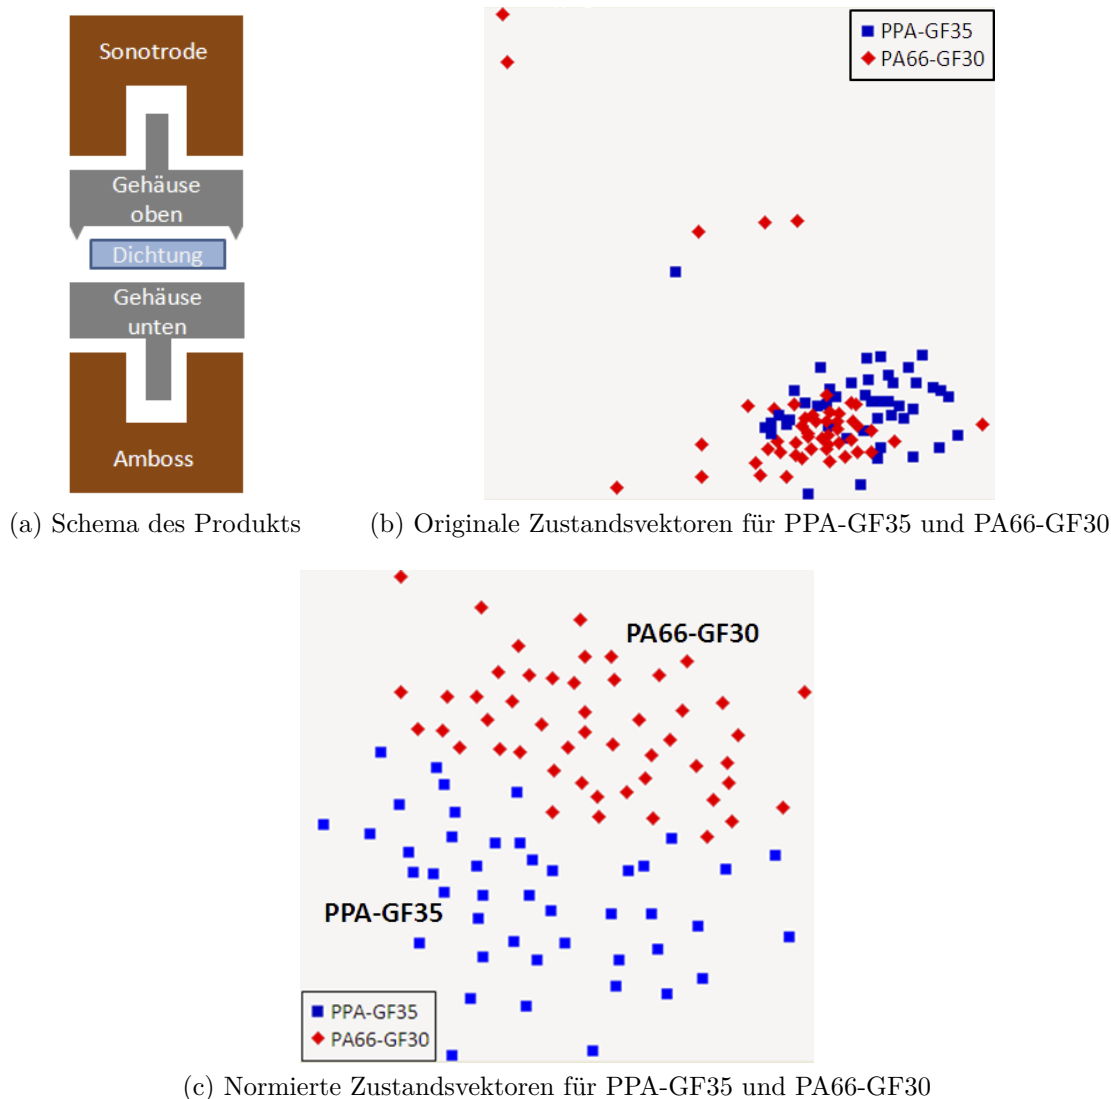 Sonotrode
Gehäuse
oben
Dichtung
Gehäuse
unten
Amboss
(a) Schema des Produkts
PPA-GF35
PA66-GF30
(b) Originale Zustandsvektoren für PPA-GF35 und PA66-GF30
PA66-GF30
PPA-GF35
PPA-GF35
PA66-GF30
(c) Normierte Zustandsvektoren für PPA-GF35 und PA66-GF30